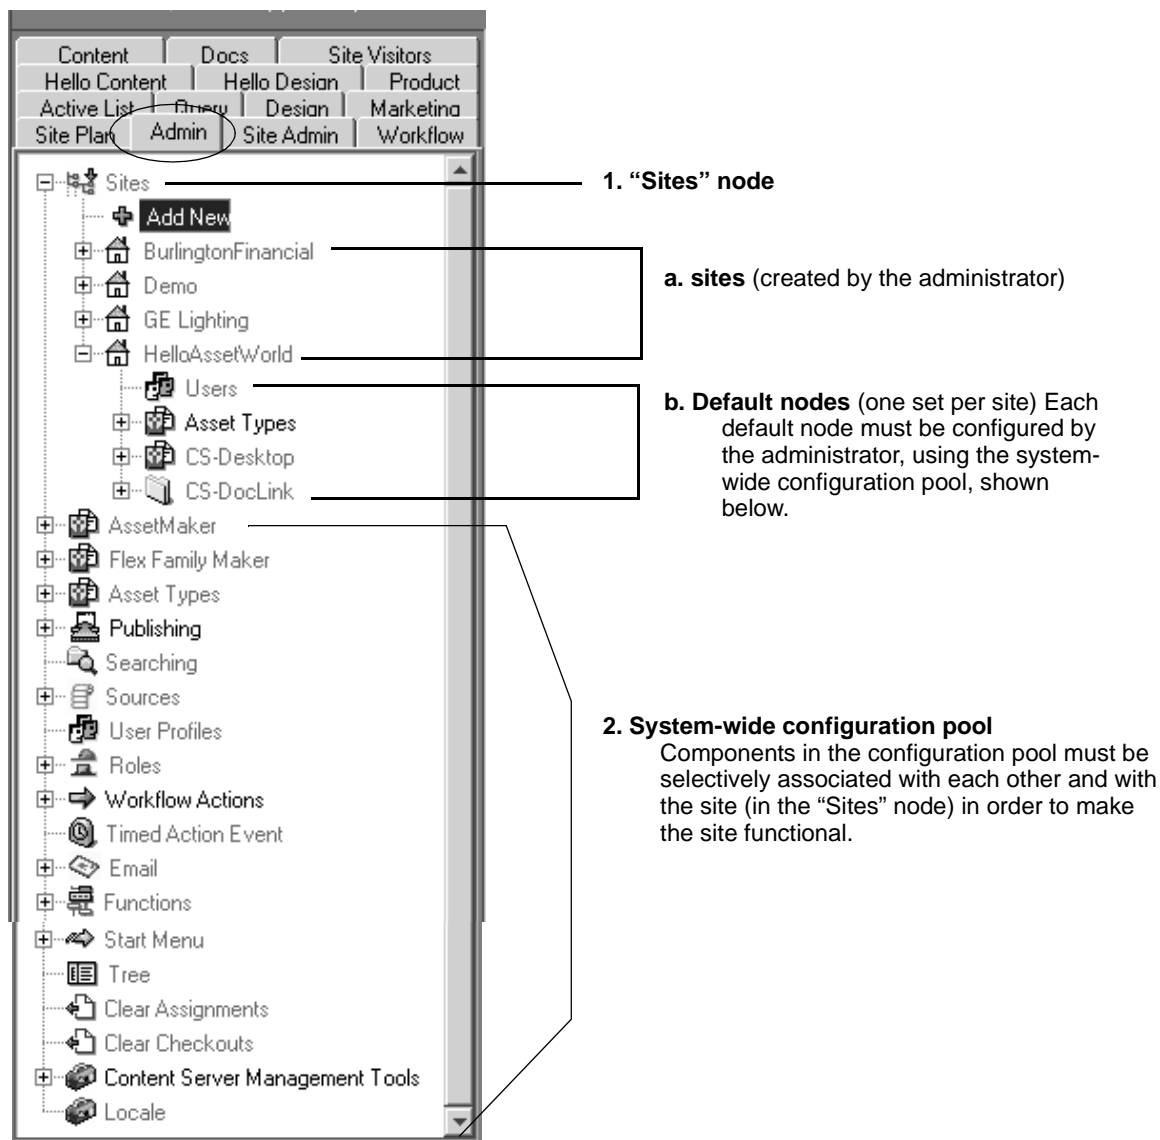 Content Docs Site Visitors
Hello Content Hello Design Product
Active List Query Design Marketing
Site Plan Admin Site Admin Workflow
Sites
1. “Sites” node
Add New
BurlingtonFinancial
a. sites (created by the administrator)
Demo
GE Lighting
HelloAssetWorld
Users
b. Default nodes (one set per site) Each
default node must be configured by
the administrator, using the system-
wide configuration pool, shown
below.
Asset Types
CS-Desktop
CS-DocLink
AssetMaker
Flex Family Maker
Asset Types
Publishing
Searching
Sources
User Profiles
2. System-wide configuration pool
Components in the configuration pool must be
selectively associated with each other and with
the site (in the “Sites” node) in order to make
the site functional.
Roles
Workflow Actions
Timed Action Event
Email
Functions
Start Menu
Tree
Clear Assignments
Clear Checkouts
Content Server Management Tools
Locale